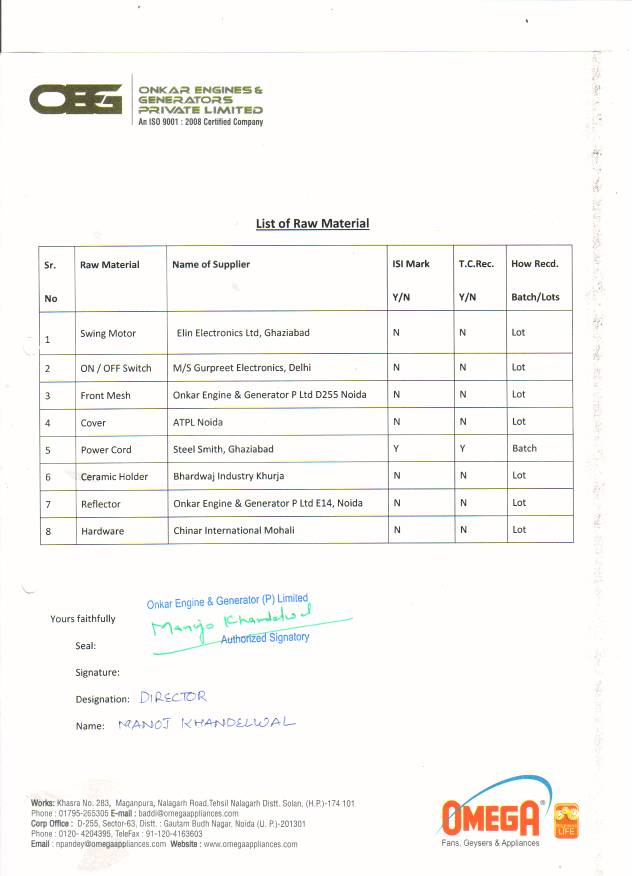 OEG
ONKAR ENGINES &
GENERATORS
PRIVATE LIMITED
An ISO 9001 : 2008 Certified Company
List of Raw Material
Sr. No Raw Material Name of Supplier ISI Mark Y/N T.C.Rec. Y/N How Recd. Batch/Lots
1 Swing Motor Elin Electronics Ltd, Ghaziabad N N Lot
2 ON / OFF Switch M/S Gurpreet Electronics, Delhi N N Lot
3 Front Mesh Onkar Engine & Generator P Ltd D255 Noida N N Lot
4 Cover ATPL Noida N N Lot
5 Power Cord Steel Smith, Ghaziabad Y Y Batch
6 Ceramic Holder Bhardwaj Industry Khurja N N Lot
7 Reflector Onkar Engine & Generator P Ltd E14, Noida N N Lot
8 Hardware Chinar International Mohali N N Lot
Onkar Engine & Generator (P) Limited
Yours faithfully
Manoj Khandelwal
Seal: Authorized Signatory
Signature:
Designation: DIRECTOR
Name: MANOJ KHANDELWAL
Works: Khasra No. 283, Maganpura, Nalagarh Road,Tehsil Nalagarh Distt. Solan, (H.P.)-174 101
Phone : 01795-265305 E-mail : baddi@omegaappliances.com
Corp Office : D-255, Sector-63, Distt. : Gautam Budh Nagar, Noida (U. P.)-201301
Phone : 0120- 4204395, TeleFax : 91-120-4163603
Email : npandey@omegaappliances.com Website : www.omegaappliances.com
OMEGA®
LIFE
Fans, Geysers & Appliances